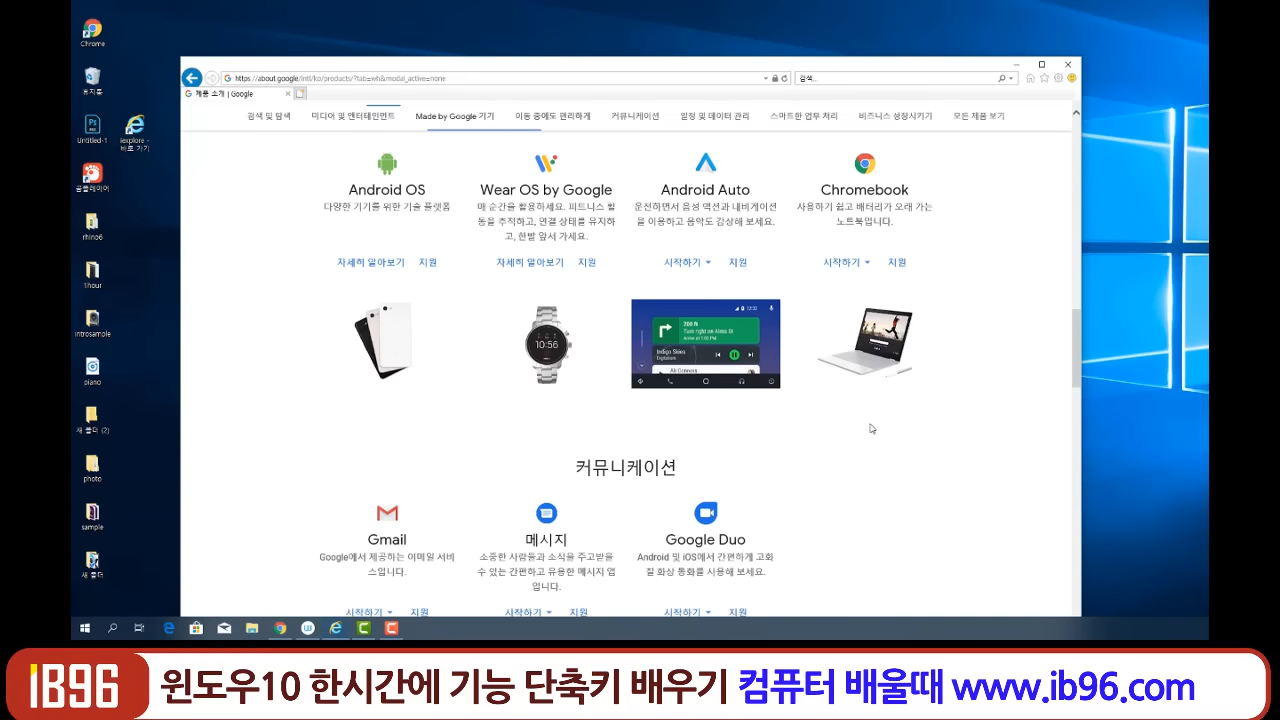 Chrome
휴지통
Untitled-1
iexplore -
바로 가기
곰플레이어
rhino6
1hour
introsample
piano
새 폴더 (2)
photo
sample
새 폴더
https://about.google/intl/ko/products/?tab=wh&modal_active=none
검색...
제품 소개 | Google
검색 및 탐색
미디어 및 엔터테인먼트
Made by Google 기기
이동 중에도 편리하게
커뮤니케이션
일정 및 데이터 관리
스마트한 업무 처리
비즈니스 성장시키기
모든 제품 보기
Android OS
다양한 기기를 위한 기술 플랫폼
자세히 알아보기 지원
Wear OS by Google
매 순간을 활용하세요. 피트니스 활
동을 추적하고, 연결 상태를 유지하
고, 한발 앞서 가세요.
자세히 알아보기 지원
Android Auto
운전하면서 음성 액션과 내비게이션
을 이용하고 음악도 감상해 보세요.
시작하기 지원
Chromebook
사용하기 쉽고 배터리가 오래 가는
노트북입니다.
시작하기 지원
10:56
200 ft
Turn right on Alma St
Indigo Skies
커뮤니케이션
Gmail
Google에서 제공하는 이메일 서비
스입니다.
시작하기 지원
메시지
소중한 사람들과 소식을 주고받을
수 있는 간편하고 유용한 메시지 앱
입니다.
시작하기 지원
Google Duo
Android 및 iOS에서 간편하게 고화
질 화상 통화를 사용해 보세요.
시작하기 지원
IB96
윈도우10 한시간에 기능 단축키 배우기 컴퓨터 배울때 www.ib96.com